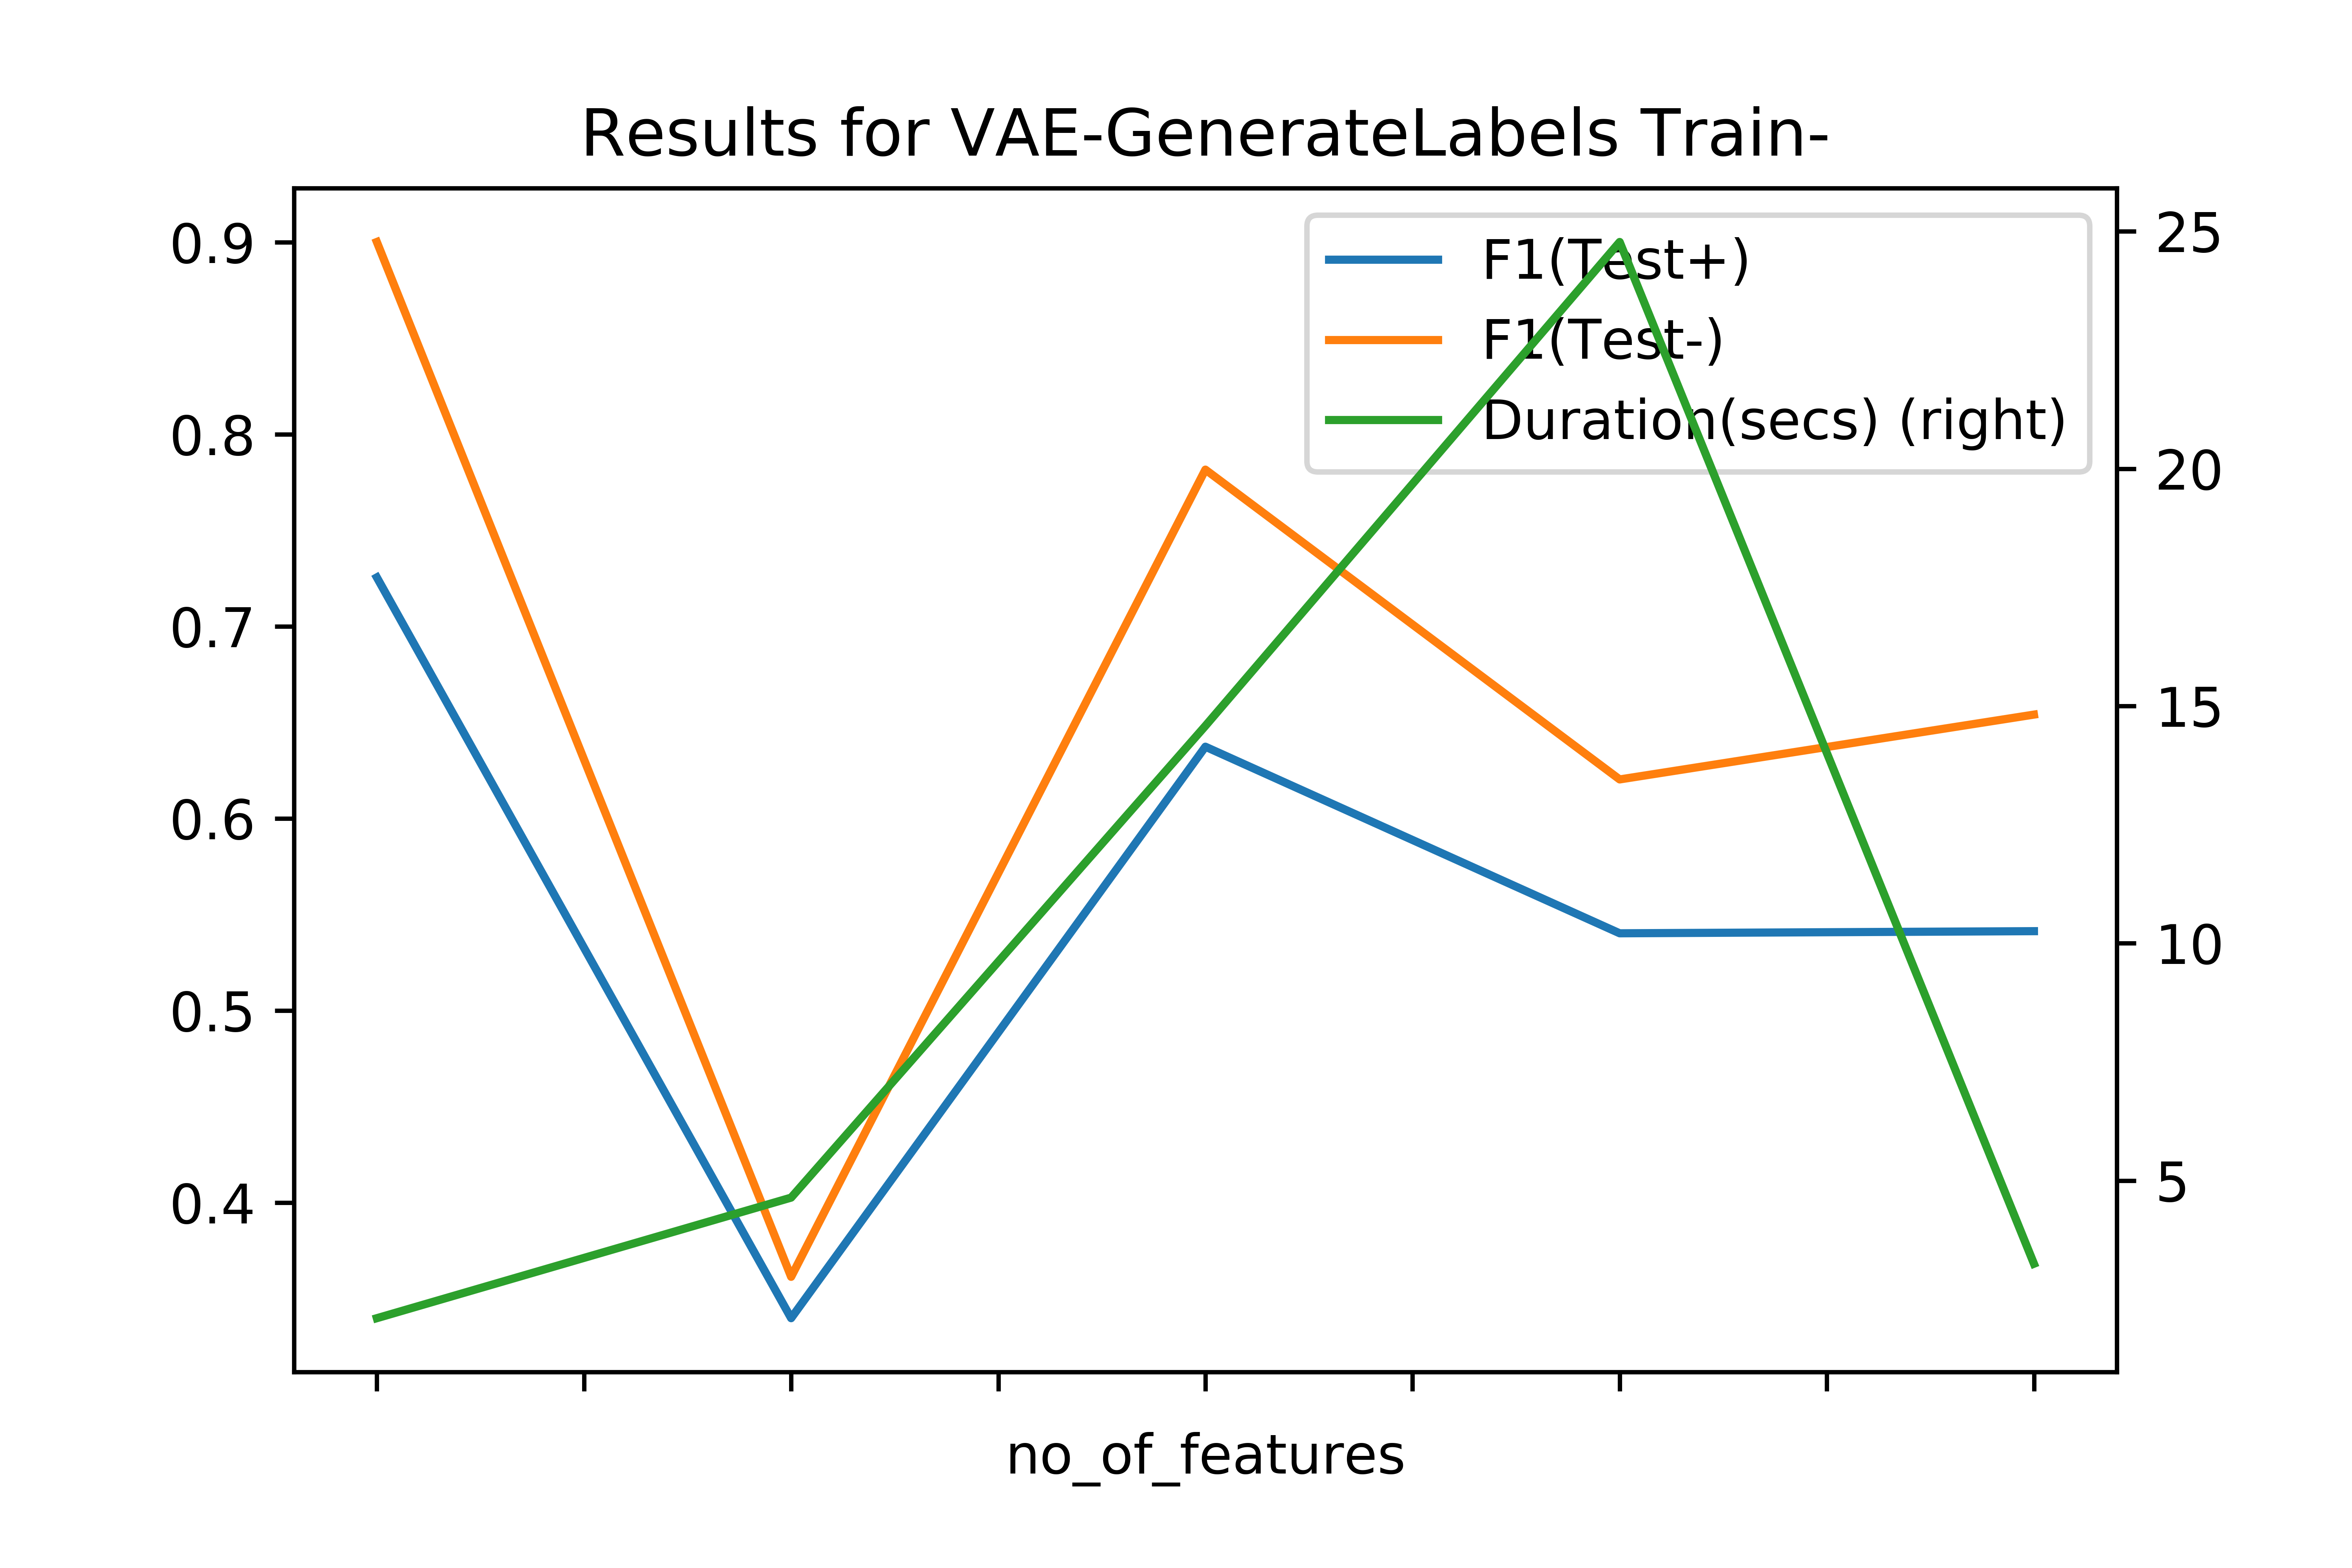 Results for VAE-GenerateLabels Train-
0.9
0.8
0.7
0.6
0.5
0.4
F1(Test+)
F1(Test-)
Duration(secs) (right)
25
20
15
10
5
no_of_features